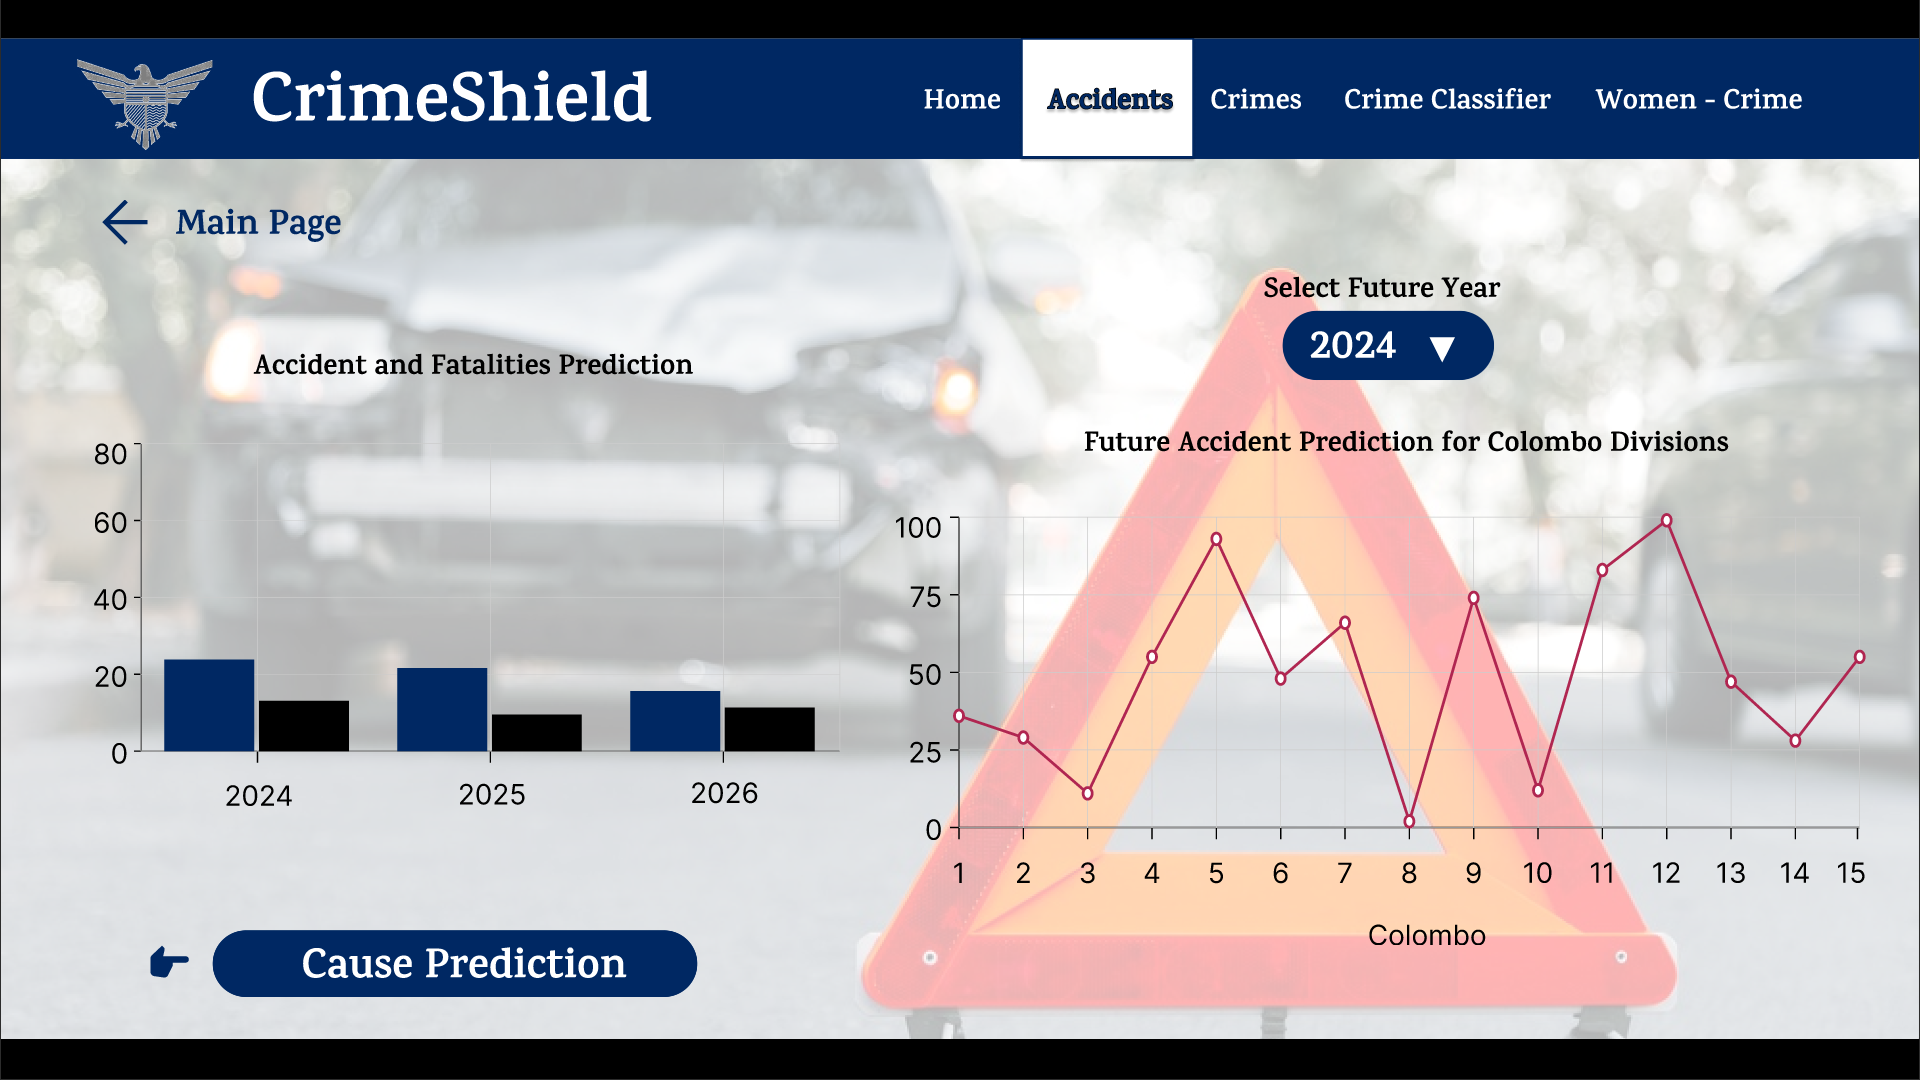 CrimeShield
Home Accidents Crimes Crime Classifier Women - Crime
Main Page
Select Future Year
2024 ▼
Accident and Fatalities Prediction
Future Accident Prediction for Colombo Divisions
80
60
40
20
0
2024 2025 2026
100
75
50
25
0
1 2 3 4 5 6 7 8 9 10 11 12 13 14 15
Colombo
Cause Prediction